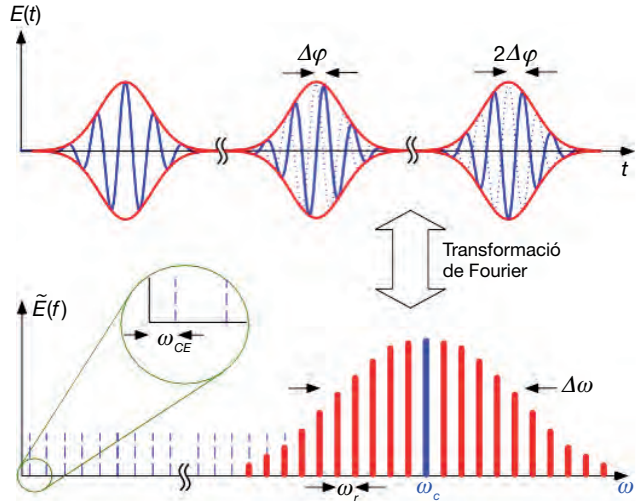 E(t)
Δφ
2Δφ
t
Transformació
de Fourier
Ẽ(f)
ω_CE
Δω
ω_r
ω_c
ω